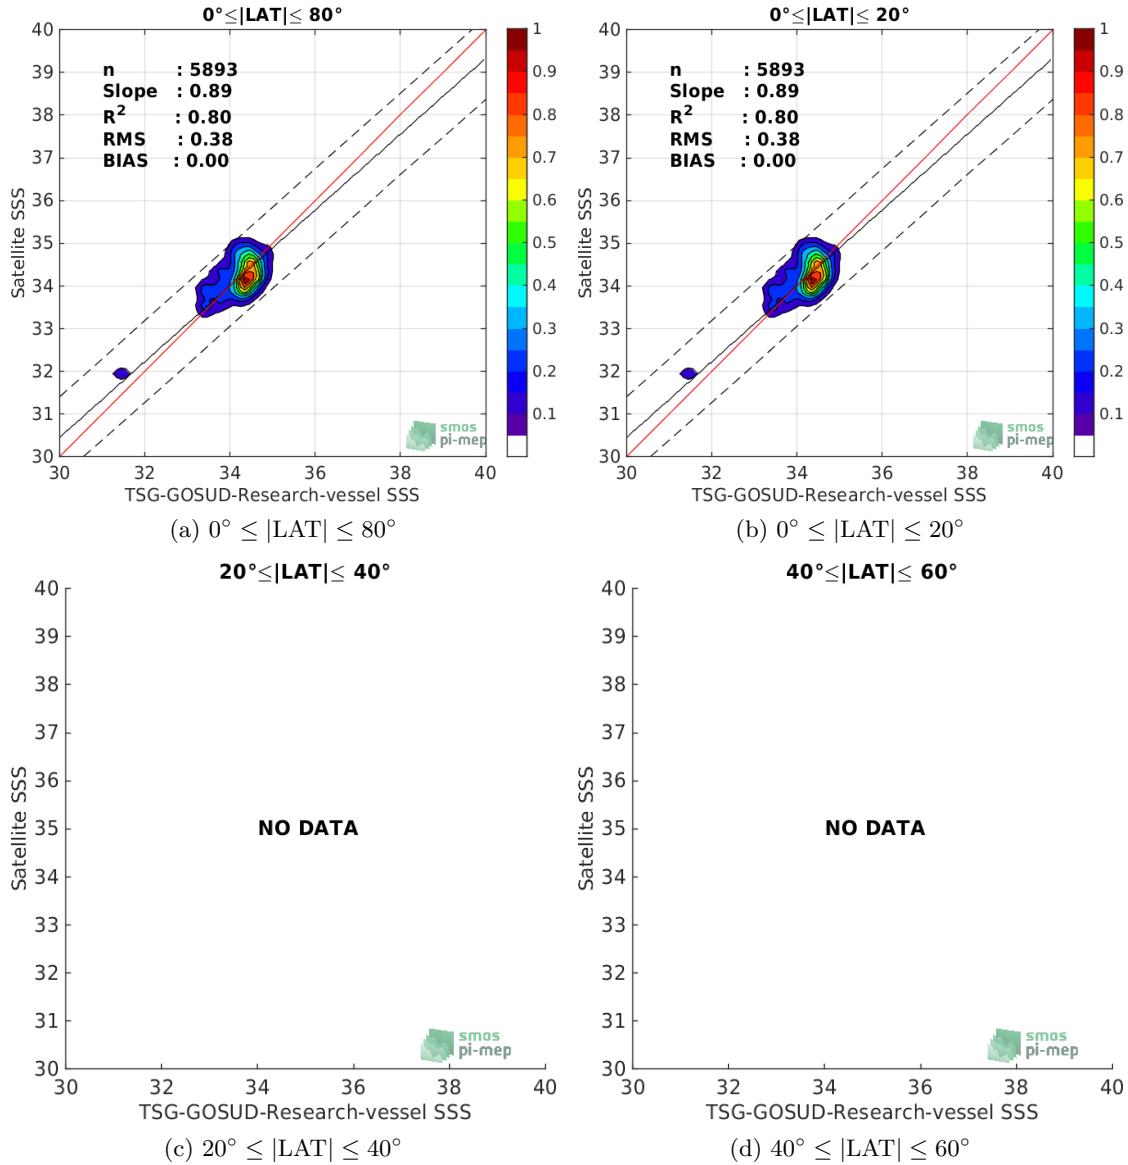 0°≤|LAT|≤ 80°
40
39
38
37
36
35
34
33
32
31
30
n : 5893
Slope : 0.89
R² : 0.80
RMS : 0.38
BIAS : 0.00
Satellite SSS
smos
pi-mep
30 32 34 36 38 40
TSG-GOSUD-Research-vessel SSS
1
0.9
0.8
0.7
0.6
0.5
0.4
0.3
0.2
0.1
(a) 0° ≤ |LAT| ≤ 80°
0°≤|LAT|≤ 20°
40
39
38
37
36
35
34
33
32
31
30
n : 5893
Slope : 0.89
R² : 0.80
RMS : 0.38
BIAS : 0.00
Satellite SSS
smos
pi-mep
30 32 34 36 38 40
TSG-GOSUD-Research-vessel SSS
1
0.9
0.8
0.7
0.6
0.5
0.4
0.3
0.2
0.1
(b) 0° ≤ |LAT| ≤ 20°
20°≤|LAT|≤ 40°
40
39
38
37
36
35
34
33
32
31
30
Satellite SSS
NO DATA
smos
pi-mep
30 32 34 36 38 40
TSG-GOSUD-Research-vessel SSS
(c) 20° ≤ |LAT| ≤ 40°
40°≤|LAT|≤ 60°
40
39
38
37
36
35
34
33
32
31
30
Satellite SSS
NO DATA
smos
pi-mep
30 32 34 36 38 40
TSG-GOSUD-Research-vessel SSS
(d) 40° ≤ |LAT| ≤ 60°